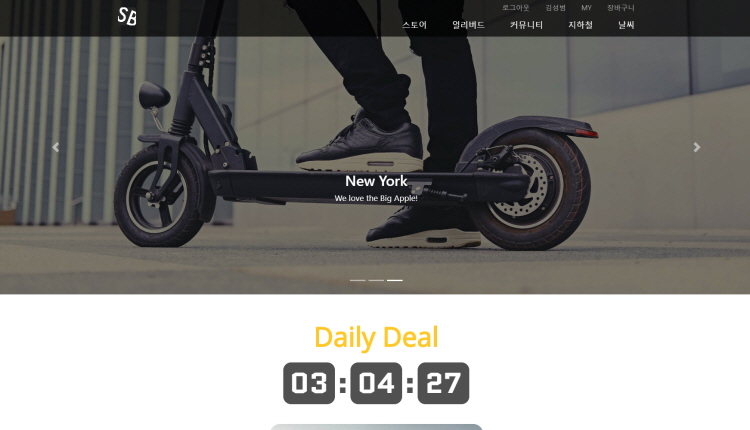 SB
로그아웃 김성범 MY 장바구니
스토어 얼리버드 커뮤니티 지하철 날씨
New York
We love the Big Apple!
Daily Deal
03:04:27